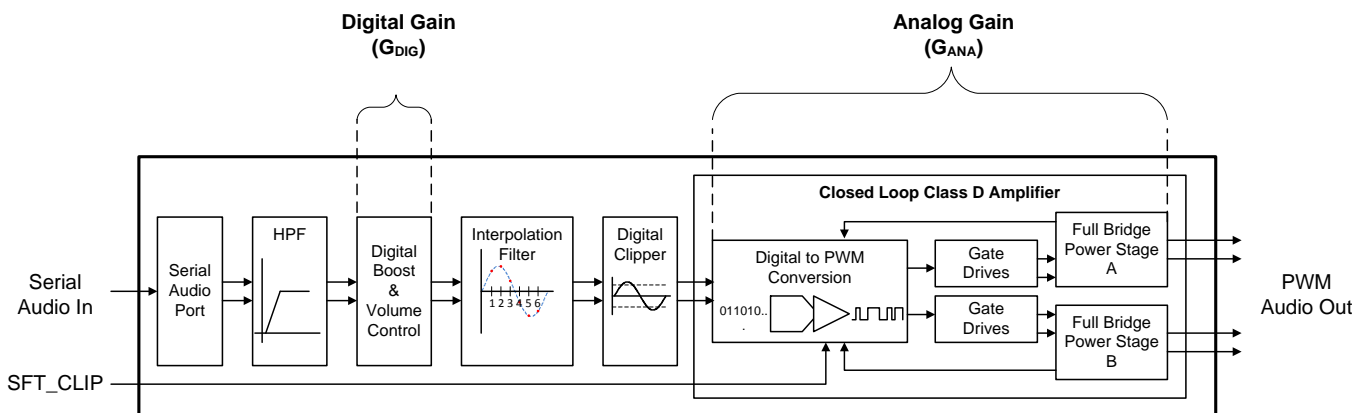 Digital Gain
(GDIG)
Analog Gain
(GANA)
Closed Loop Class D Amplifier
Serial
Audio In
Serial
Audio
Port
HPF
Digital
Boost
&
Volume
Control
Interpolation
Filter
1 2 3 4 5 6
Digital
Clipper
Digital to PWM
Conversion
011010..
.
Gate
Drives
Gate
Drives
Full Bridge
Power Stage
A
Full Bridge
Power Stage
B
PWM
Audio Out
SFT_CLIP